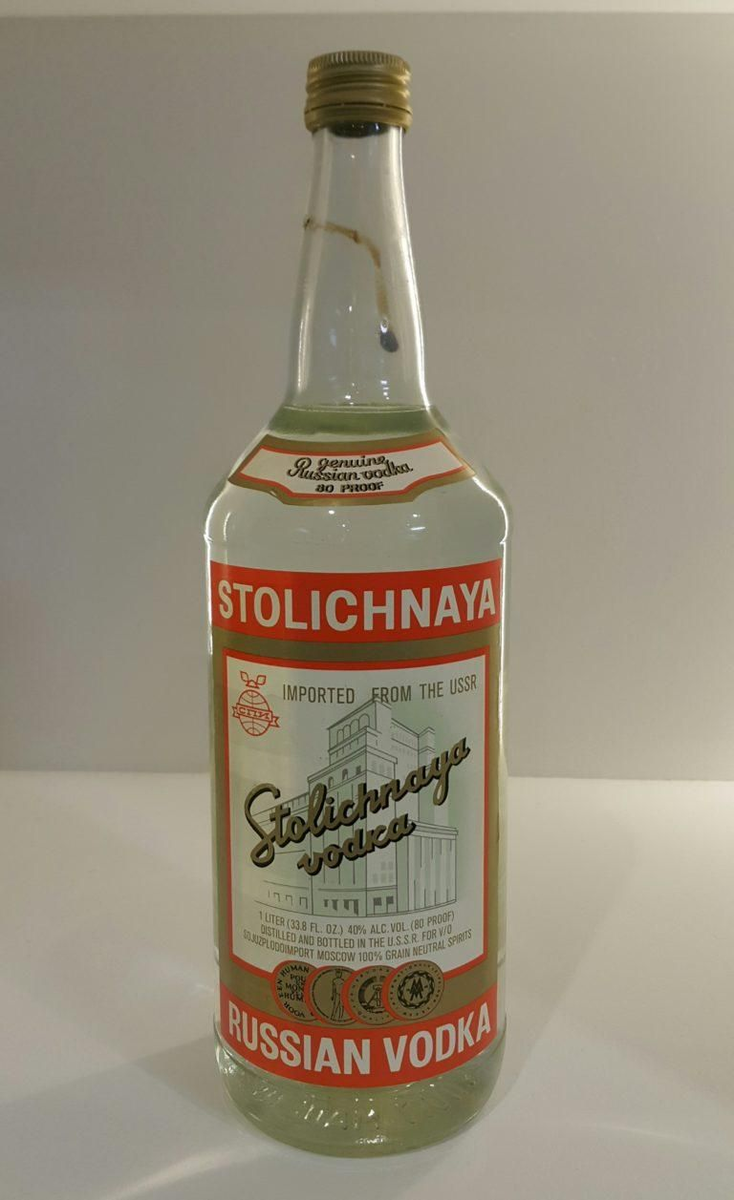 A genuine
Russian vodka
80 PROOF
STOLICHNAYA
СПИ
IMPORTED FROM THE USSR
Stolichnaya
vodka
1 LITER (33.8 FL. OZ.) 40% ALC. VOL. (80 PROOF)
DISTILLED AND BOTTLED IN THE U.S.S.R. FOR V/O
SOJUZPLODOIMPORT MOSCOW 100% GRAIN NEUTRAL SPIRITS
RUSSIAN VODKA